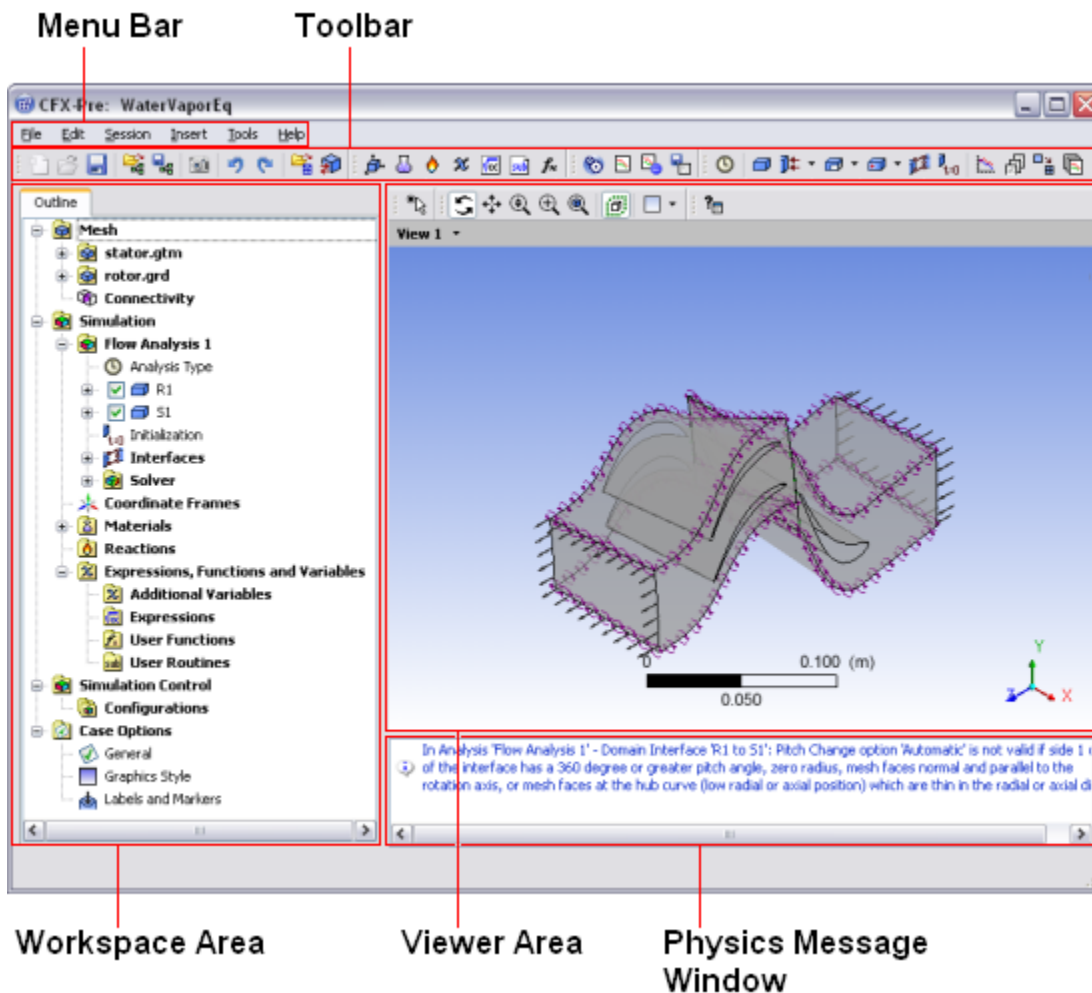 Menu Bar
Toolbar
CFX-Pre: WaterVaporEq
File Edit Session Insert Tools Help
Outline
Mesh
stator.gtm
rotor.grd
Connectivity
Simulation
Flow Analysis 1
Analysis Type
R1
S1
t=0 Initialization
Interfaces
Solver
Coordinate Frames
Materials
Reactions
Expressions, Functions and Variables
Additional Variables
Expressions
User Functions
User Routines
Simulation Control
Configurations
Case Options
General
Graphics Style
Labels and Markers
View 1
0 0.100 (m)
0.050
Y
Z X
In Analysis 'Flow Analysis 1' - Domain Interface 'R1 to S1': Pitch Change option 'Automatic' is not valid if side 1
of the interface has a 360 degree or greater pitch angle, zero radius, mesh faces normal and parallel to the
rotation axis, or mesh faces at the hub curve (low radial or axial position) which are thin in the radial or axial di
Workspace Area
Viewer Area
Physics Message
Window